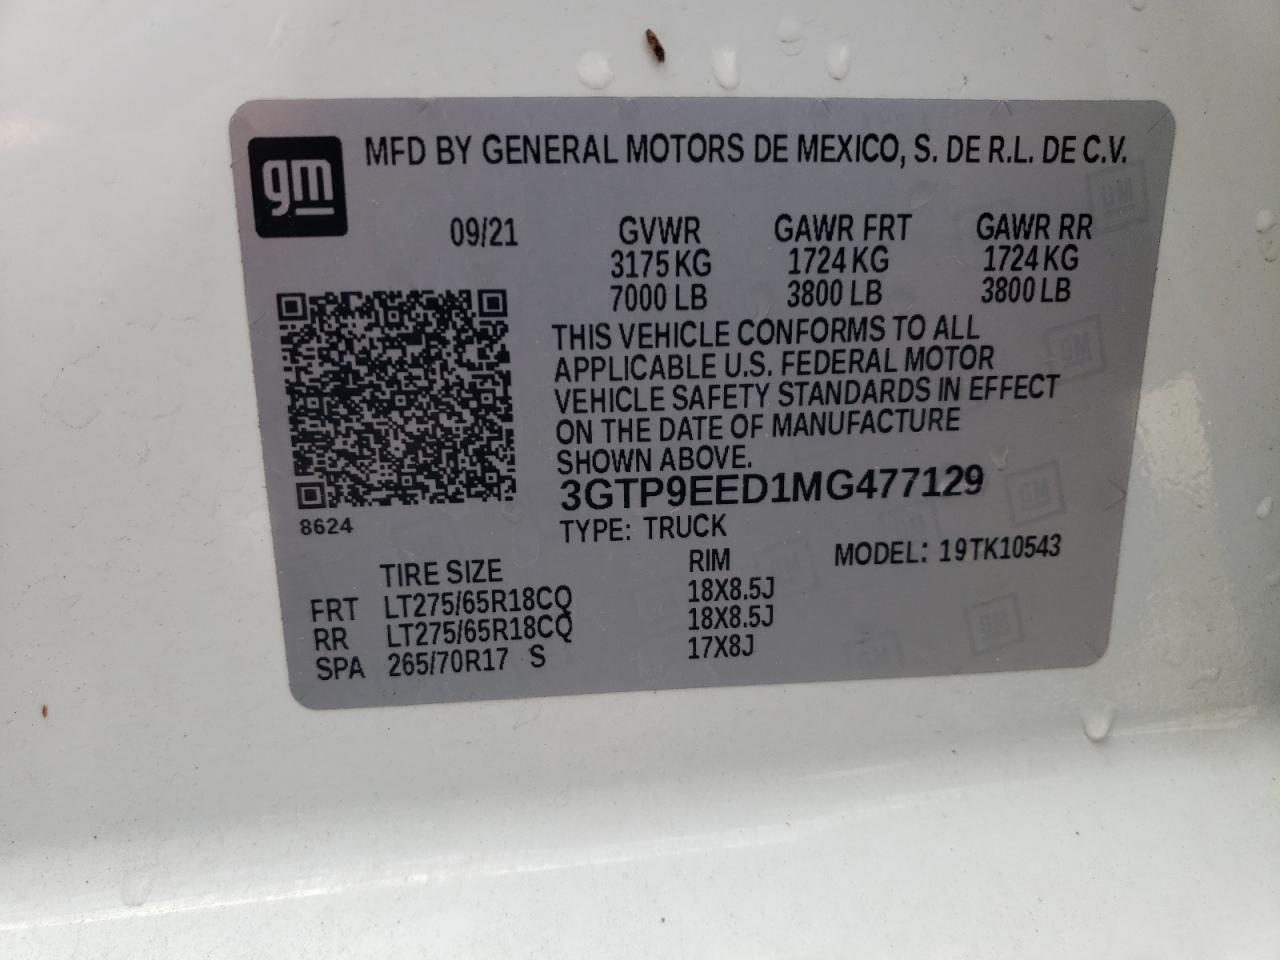 gm
MFD BY GENERAL MOTORS DE MEXICO, S. DE R.L. DE C.V.
09/21 GVWR GAWR FRT GAWR RR
3175 KG 1724 KG 1724 KG
7000 LB 3800 LB 3800 LB
THIS VEHICLE CONFORMS TO ALL
APPLICABLE U.S. FEDERAL MOTOR
VEHICLE SAFETY STANDARDS IN EFFECT
ON THE DATE OF MANUFACTURE
SHOWN ABOVE.
3GTP9EED1MG477129
8624
TYPE: TRUCK
MODEL: 19TK10543
TIRE SIZE RIM
FRT LT275/65R18CQ 18X8.5J
RR LT275/65R18CQ 18X8.5J
SPA 265/70R17 S 17X8J